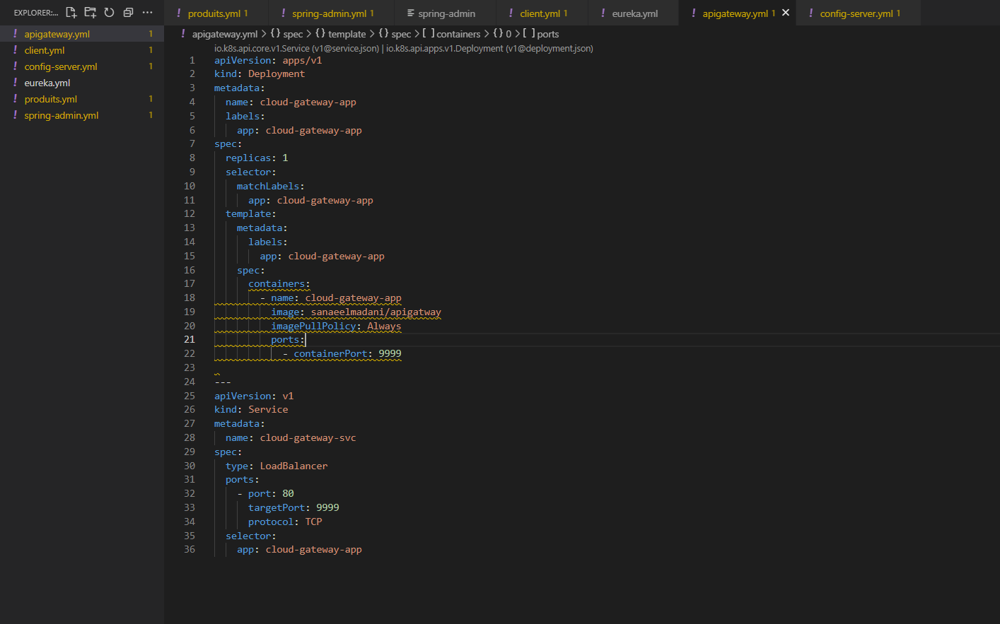 EXPLORER:...
produits.yml 1
spring-admin.yml 1
spring-admin
client.yml 1
eureka.yml
apigateway.yml 1
config-server.yml 1
apigateway.yml 1
client.yml 1
config-server.yml 1
eureka.yml
produits.yml 1
spring-admin.yml 1
apigateway.yml > {} spec > {} template > {} spec > [ ] containers > {} 0 > [ ] ports
io.k8s.api.core.v1.Service (v1@service.json) | io.k8s.api.apps.v1.Deployment (v1@deployment.json)
1 apiVersion: apps/v1
2 kind: Deployment
3 metadata:
4   name: cloud-gateway-app
5   labels:
6     app: cloud-gateway-app
7 spec:
8   replicas: 1
9   selector:
10     matchLabels:
11       app: cloud-gateway-app
12   template:
13     metadata:
14       labels:
15         app: cloud-gateway-app
16     spec:
17       containers:
18         - name: cloud-gateway-app
19           image: sanaeelmadani/apigatway
20           imagePullPolicy: Always
21           ports:
22             - containerPort: 9999
23
24 ---
25 apiVersion: v1
26 kind: Service
27 metadata:
28   name: cloud-gateway-svc
29 spec:
30   type: LoadBalancer
31   ports:
32     - port: 80
33       targetPort: 9999
34       protocol: TCP
35   selector:
36     app: cloud-gateway-app